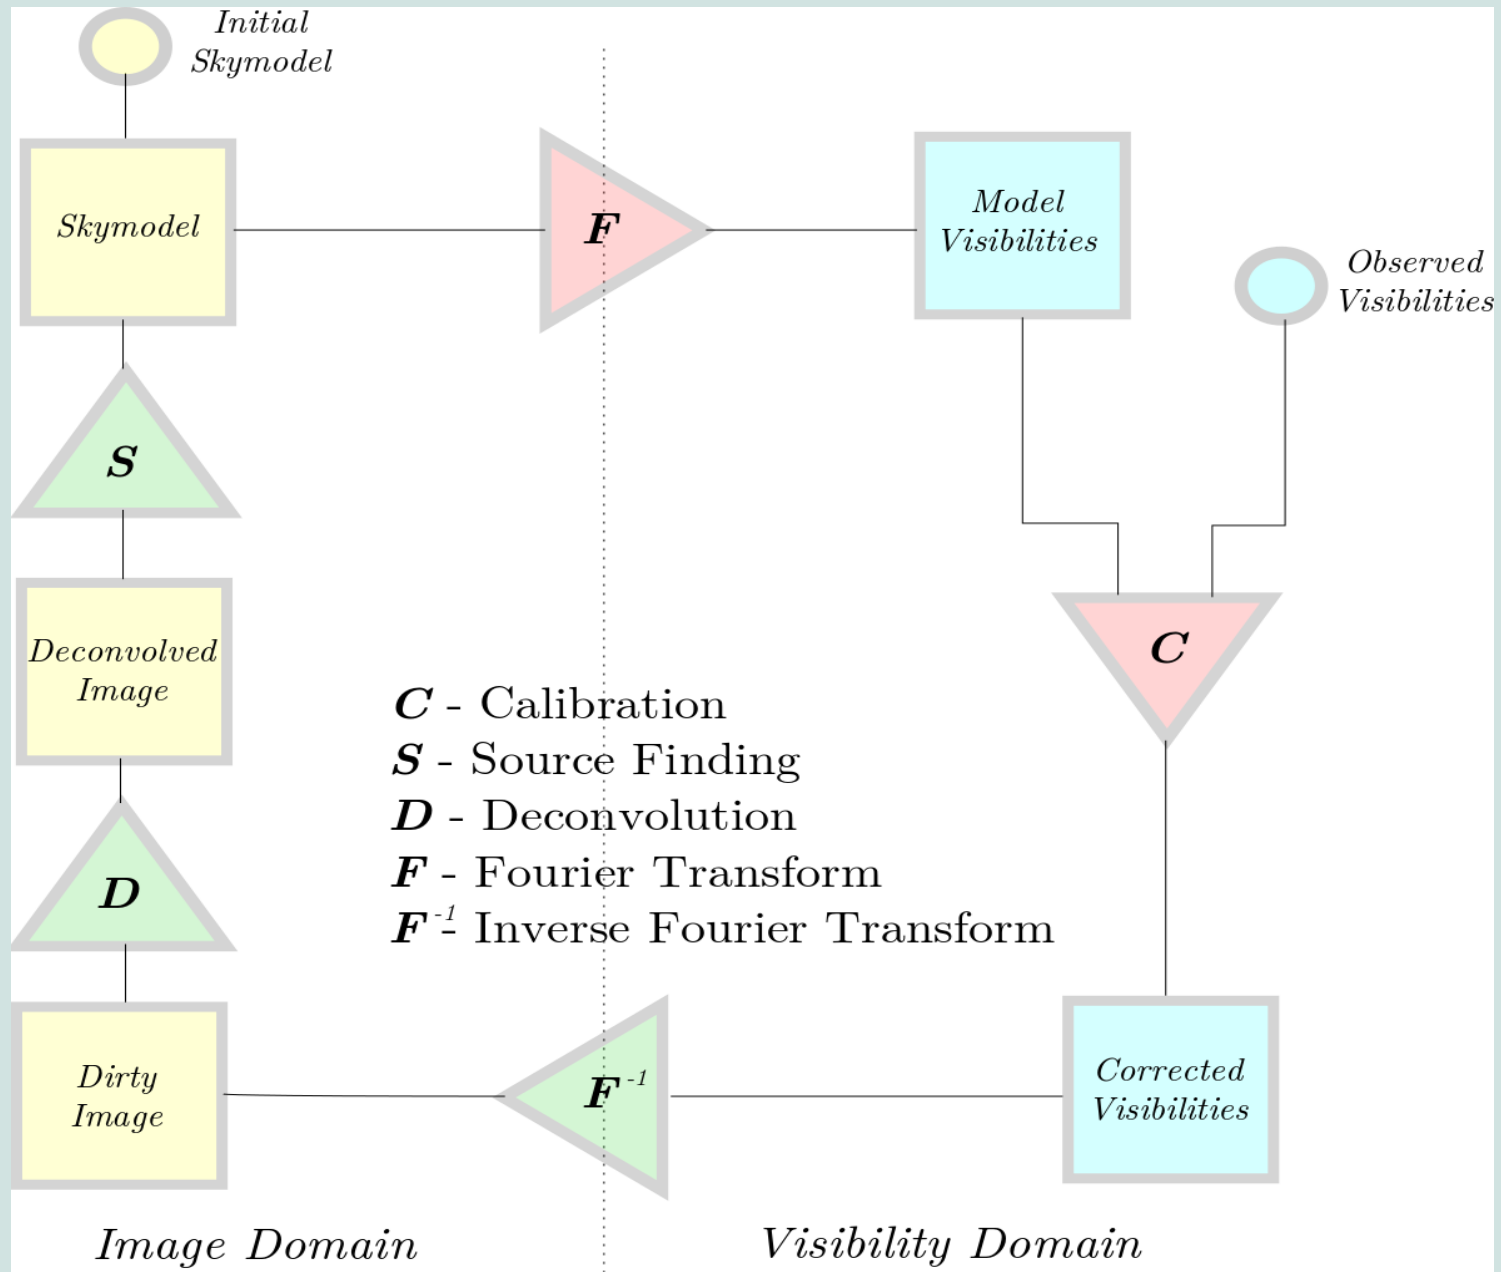 Initial
Skymodel
Skymodel
F
Model
Visibilities
Observed
Visibilities
S
Deconvolved
Image
C
C - Calibration
S - Source Finding
D - Deconvolution
F - Fourier Transform
F⁻¹- Inverse Fourier Transform
D
Dirty
Image
F⁻¹
Corrected
Visibilities
Image Domain
Visibility Domain